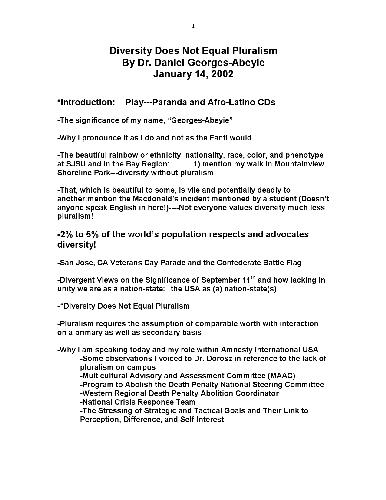 1
Diversity Does Not Equal Pluralism
By Dr. Daniel Georges-Abeyie
January 14, 2002
*Introduction: Play---Paranda and Afro-Latino CDs
-The significance of my name, "Georges-Abeyie"
-Why I pronounce it as I do and not as the Fanti would
-The beautiful rainbow or ethnicity, nationality, race, color, and phenotype
at SJSU and in the Bay Region: 1) mention my walk in Mountainview
Shoreline Park---diversity without pluralism
-That, which is beautiful to some, is vile and potentially deadly to
another mention the Macdonald's incident mentioned by a student (Doesn't
anyone speak English in here!)----Not everyone values diversity much less
pluralism!
-2% to 5% of the world's population respects and advocates
diversity!
-San Jose, CA Veterans Day Parade and the Confederate Battle Flag
-Divergent Views on the Significance of September 11th and how lacking in
unity we are as a nation-state: the USA as (a) nation-state(s)
-*Diversity Does Not Equal Pluralism
-Pluralism requires the assumption of comparable worth with interaction
on a primary as well as secondary basis
-Why I am speaking today and my role within Amnesty International USA
-Some observations I voiced to Dr. Dorosz in reference to the lack of
pluralism on campus
-Multicultural Advisory and Assessment Committee (MAAC)
-Program to Abolish the Death Penalty National Steering Committee
-Western Regional Death Penalty Abolition Coordinator
-National Crisis Response Team
-The Stressing of Strategic and Tactical Goals and Their Link to
Perception, Difference, and Self Interest